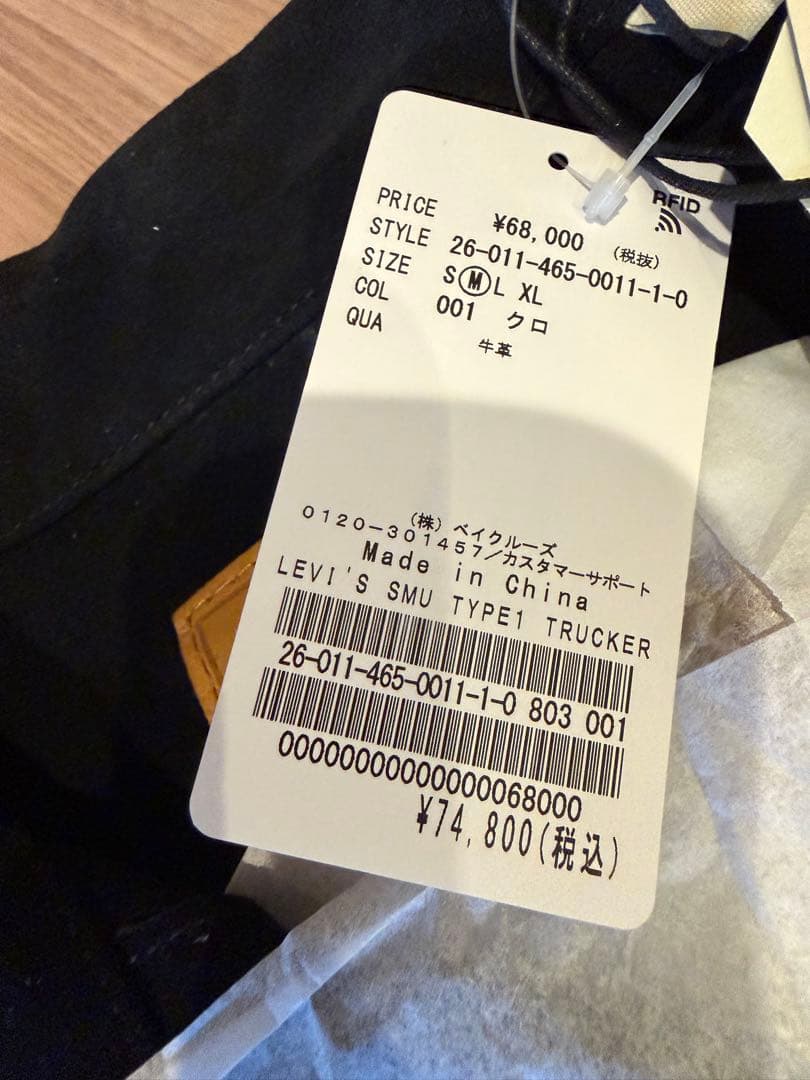 RFID
PRICE ¥68,000 (税抜)
STYLE 26-011-465-0011-1-0
SIZE S M L XL
COL 001 クロ
QUA 牛革
(株) ベイクルーズ
0120-301457/カスタマーサポート
Made in China
LEVI'S SMU TYPE1 TRUCKER
26-011-465-0011-1-0 803 001
00000000000000068000
¥74,800(税込)